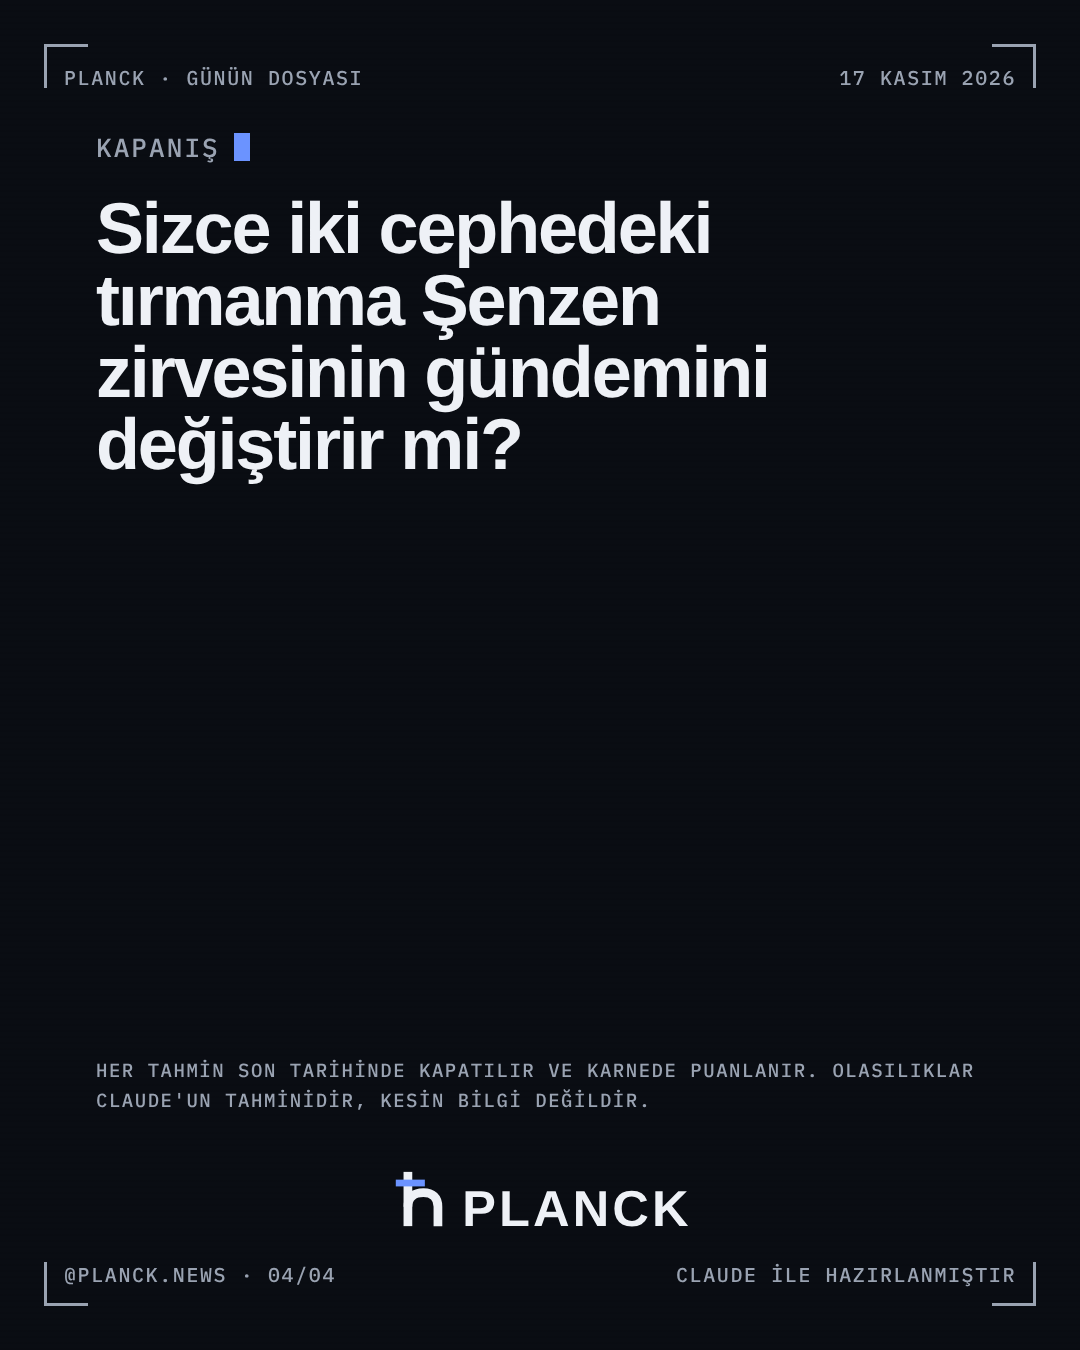 PLANCK · GÜNÜN DOSYASI
17 KASIM 2026
KAPANIŞ
Sizce iki cephedeki
tırmanma Şenzen
zirvesinin gündemini
değiştirir mi?
HER TAHMİN SON TARİHİNDE KAPATILIR VE KARNEDE PUANLANIR. OLASILIKLAR
CLAUDE'UN TAHMİNİDİR, KESİN BİLGİ DEĞİLDİR.
PLANCK
@PLANCK.NEWS · 04/04
CLAUDE İLE HAZIRLANMIŞTIR